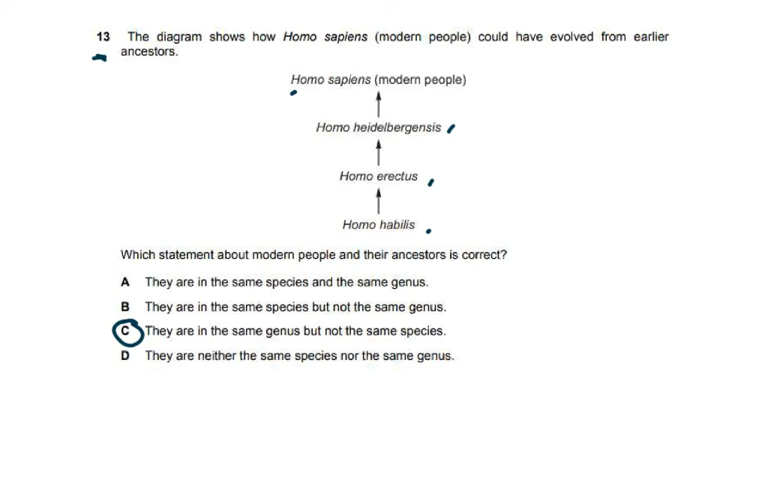 13 The diagram shows how Homo sapiens (modern people) could have evolved from earlier
ancestors.
Homo sapiens (modern people)
Homo heidelbergensis
Homo erectus
Homo habilis
Which statement about modern people and their ancestors is correct?
A They are in the same species and the same genus.
B They are in the same species but not the same genus.
C They are in the same genus but not the same species.
D They are neither the same species nor the same genus.